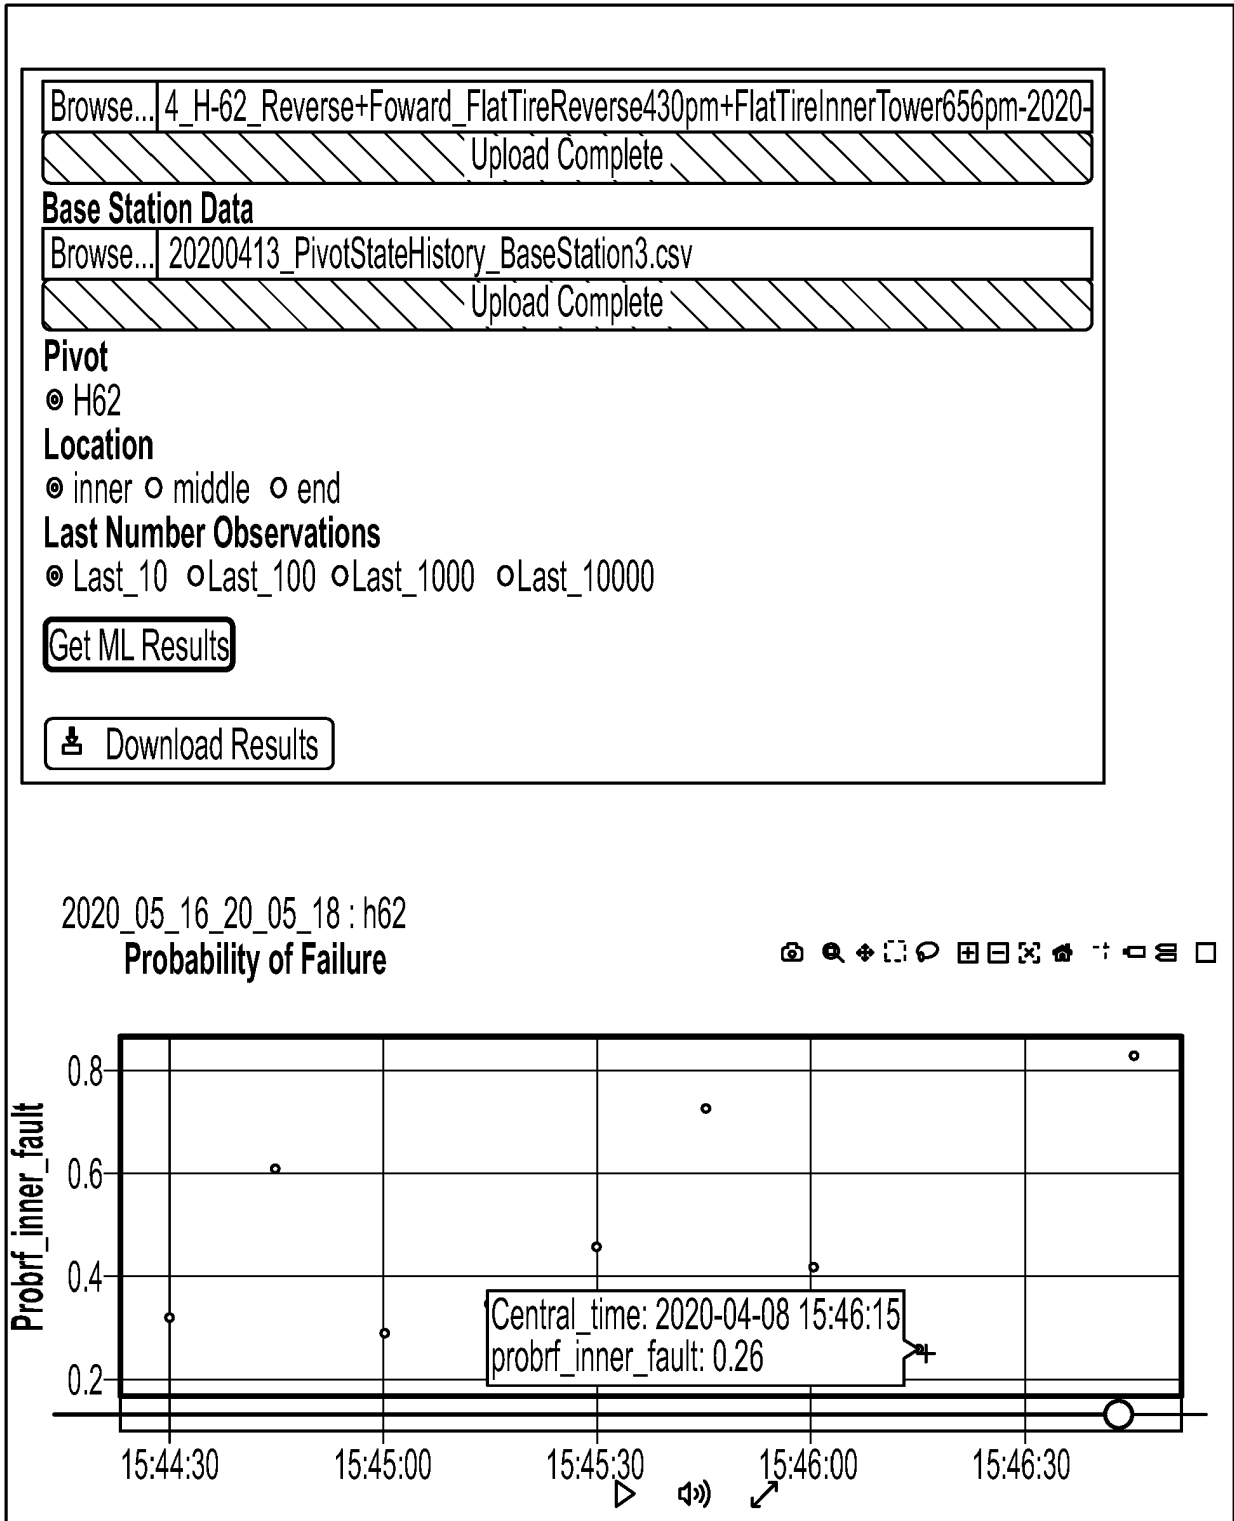 Browse... 4_H-62_Reverse+Foward_FlatTireReverse430pm+FlatTireInnerTower656pm-2020-
Upload Complete
Base Station Data
Browse... 20200413_PivotStateHistory_BaseStation3.csv
Upload Complete
Pivot
H62
Location
inner middle end
Last Number Observations
Last_10 Last_100 Last_1000 Last_10000
Get ML Results
Download Results
2020_05_16_20_05_18 : h62
Probability of Failure
Probrf_inner_fault
0.8
0.6
0.4
0.2
Central_time: 2020-04-08 15:46:15
probrf_inner_fault: 0.26
15:44:30 15:45:00 15:45:30 15:46:00 15:46:30